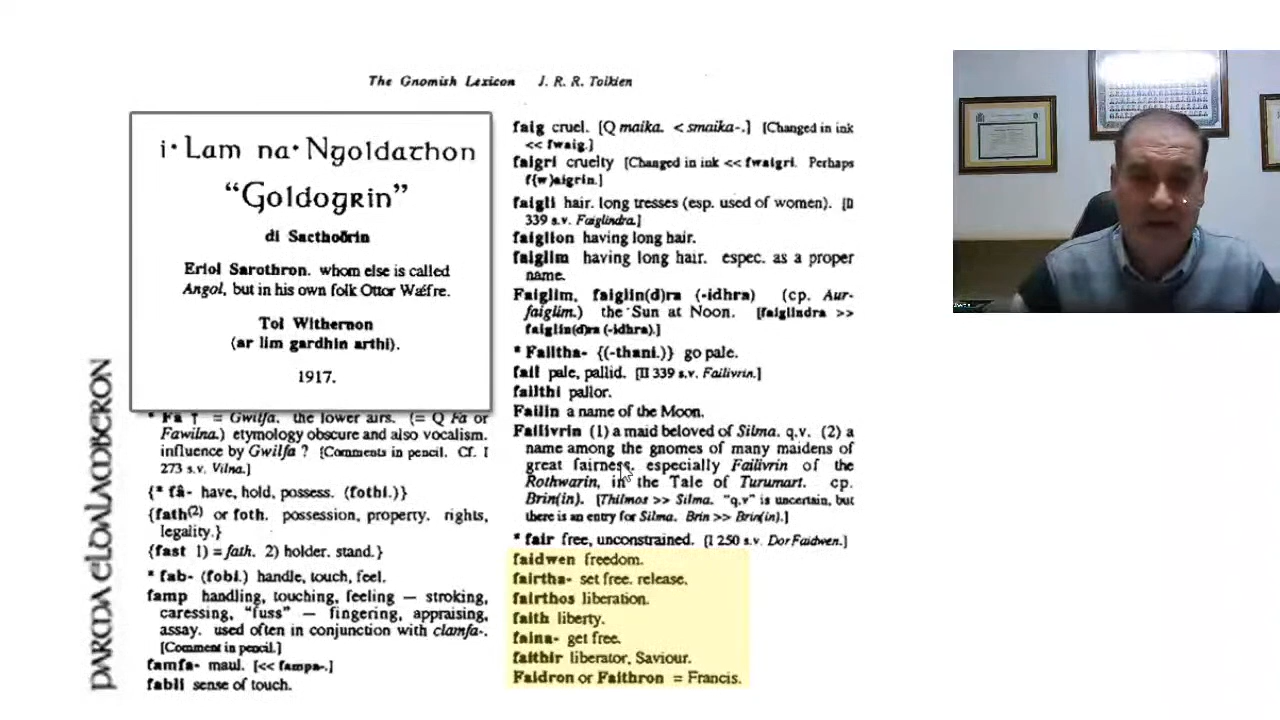 The Gnomish Lexicon J. R. R. Tolkien
i·Lam na·Ngoldathon
“Goldogrin”
di Sacthoðrin
Eriol Sarothron. whom else is called
Angol, but in his own folk Ottor Wǽfre.
Tol Withernon
(ar lim gardhin arthi).
1917.
* Fa † = Gwilfa. the lower airs. (= Q Fa or
Fawilna.) etymology obscure and also vocalism.
influence by Gwilfa ? [Comments in pencil. Cf. I
273 s.v. Vilna.]
{* fâ- have, hold, possess. (fothi.)}
{fath(2) or foth. possession, property. rights,
legality.}
{fast 1) = fath. 2) holder. stand.}
* fab- (fobi.) handle, touch, feel.
famp handling, touching, feeling — stroking,
caressing, "fuss" — fingering, appraising,
assay. used often in conjunction with clamfa-.
[Comment in pencil.]
famfa- maul. [<< fampa-.]
fabli sense of touch.
faig cruel. [Q maika. < smaika-.] [Changed in ink
<< fwaig.]
faigri cruelty [Changed in ink << fwaigri. Perhaps
f{w}aigrin.]
faigli hair. long tresses (esp. used of women). [II
339 s.v. Faiglindra.]
faiglion having long hair.
faiglim having long hair. espec. as a proper
name.
Faiglim, faiglin(d)ra (-idhra) (cp. Aur-
faiglim.) the Sun at Noon. [faiglindra >>
faiglin(d)ra (-idhra).]
* Failtha- {(-thani.)} go pale.
fail pale, pallid. [II 339 s.v. Failivrin.]
failthi pallor.
Failin a name of the Moon.
Failivrin (1) a maid beloved of Silma. q.v. (2) a
name among the gnomes of many maidens of
great fairness. especially Failivrin of the
Rothwarin, in the Tale of Turumart. cp.
Brin(in). [Thilmos >> Silma. "q.v" is uncertain, but
there is an entry for Silma. Brin >> Brin(in).]
* fair free, unconstrained. [I 250 s.v. Dor Faidwen.]
faidwen freedom.
fairtha- set free. release.
fairthos liberation.
faith liberty.
faina- get free.
faithir liberator, Saviour.
Faidron or Faithron = Francis.